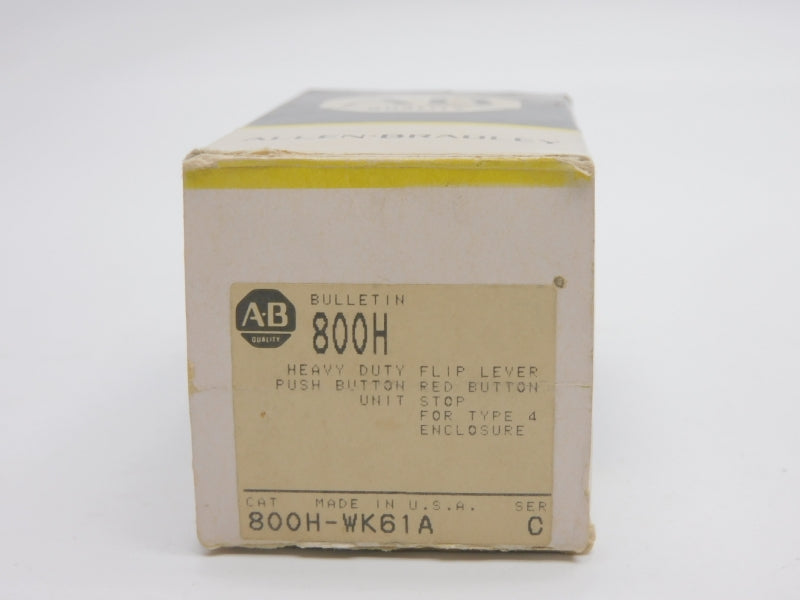 A-B
QUALITY
ALLEN-BRADLEY
A-B
QUALITY
BULLETIN
800H
HEAVY DUTY FLIP LEVER
PUSH BUTTON RED BUTTON
UNIT STOP
FOR TYPE 4
ENCLOSURE
CAT MADE IN U.S.A. SER
800H-WK61A C